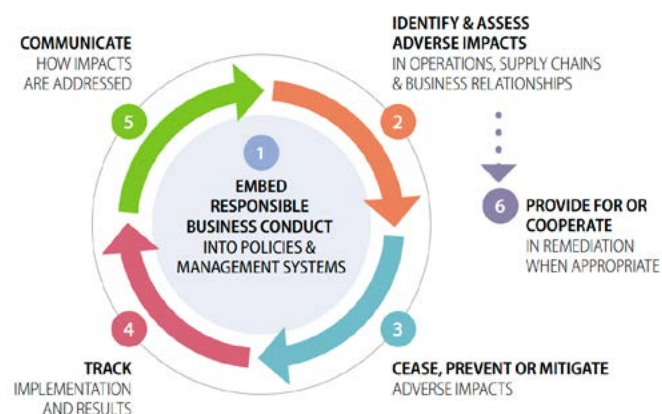 1
EMBED
RESPONSIBLE
BUSINESS CONDUCT
INTO POLICIES &
MANAGEMENT SYSTEMS
2
IDENTIFY & ASSESS
ADVERSE IMPACTS
IN OPERATIONS, SUPPLY CHAINS
& BUSINESS RELATIONSHIPS
3
CEASE, PREVENT OR MITIGATE
ADVERSE IMPACTS
4
TRACK
IMPLEMENTATION
AND RESULTS
5
COMMUNICATE
HOW IMPACTS
ARE ADDRESSED
6
PROVIDE FOR OR
COOPERATE
IN REMEDIATION
WHEN APPROPRIATE